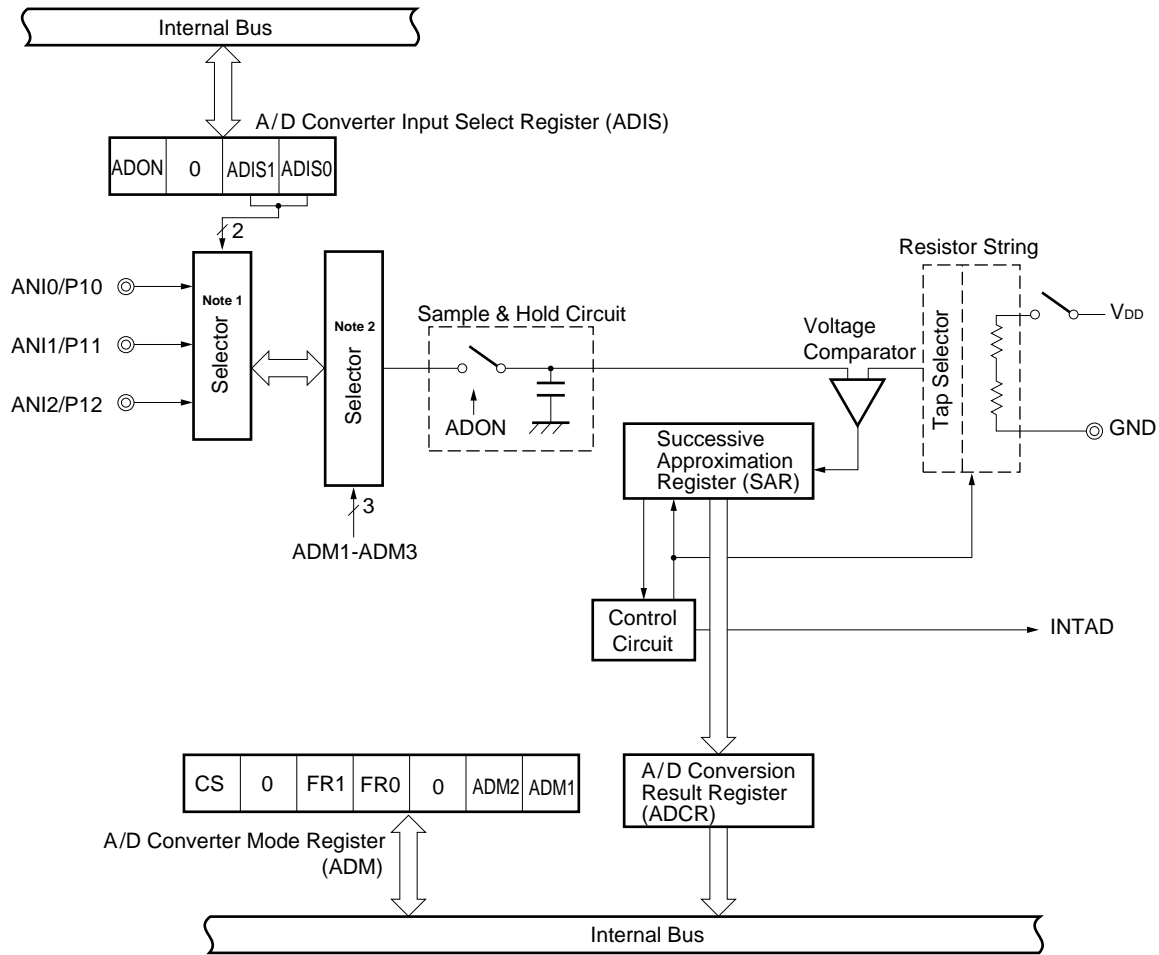 Internal Bus
A/D Converter Input Select Register (ADIS)
ADON 0 ADIS1 ADIS0
2
ANI0/P10
ANI1/P11
ANI2/P12
Note 1
Selector
Note 2
Selector
3
ADM1-ADM3
Sample & Hold Circuit
ADON
Voltage
Comparator
Resistor String
Tap Selector
VDD
GND
Successive
Approximation
Register (SAR)
Control
Circuit
INTAD
CS 0 FR1 FR0 0 ADM2 ADM1
A/D Converter Mode Register
(ADM)
A/D Conversion
Result Register
(ADCR)
Internal Bus